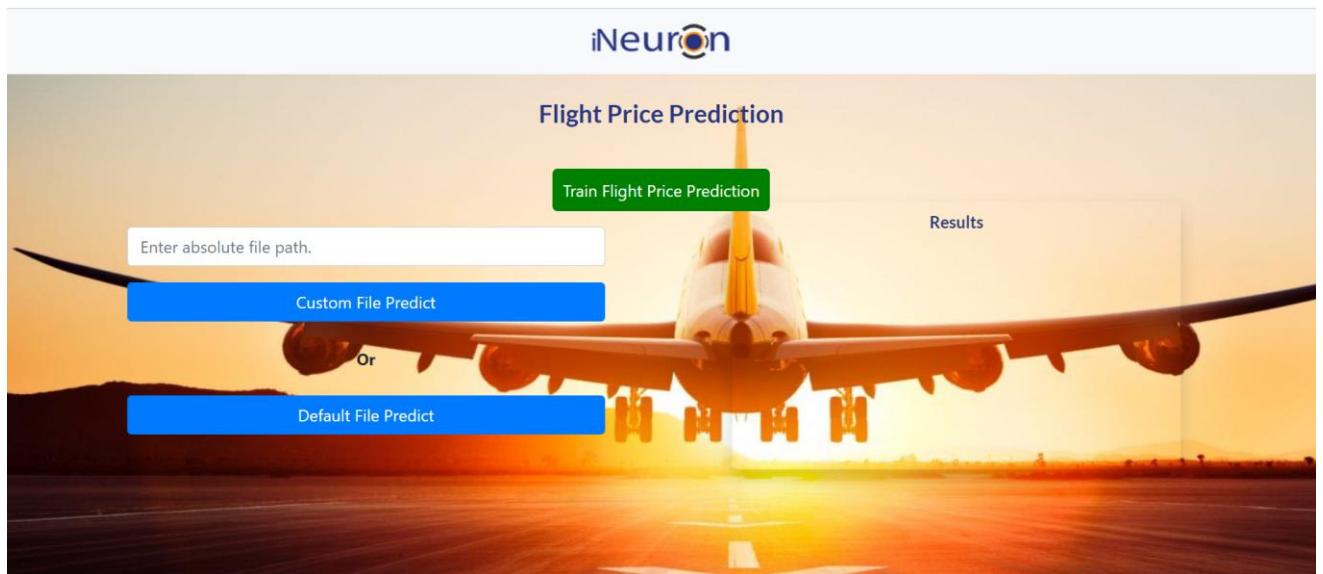 iNeuron
Flight Price Prediction
Train Flight Price Prediction
Results
Enter absolute file path.
Custom File Predict
Or
Default File Predict